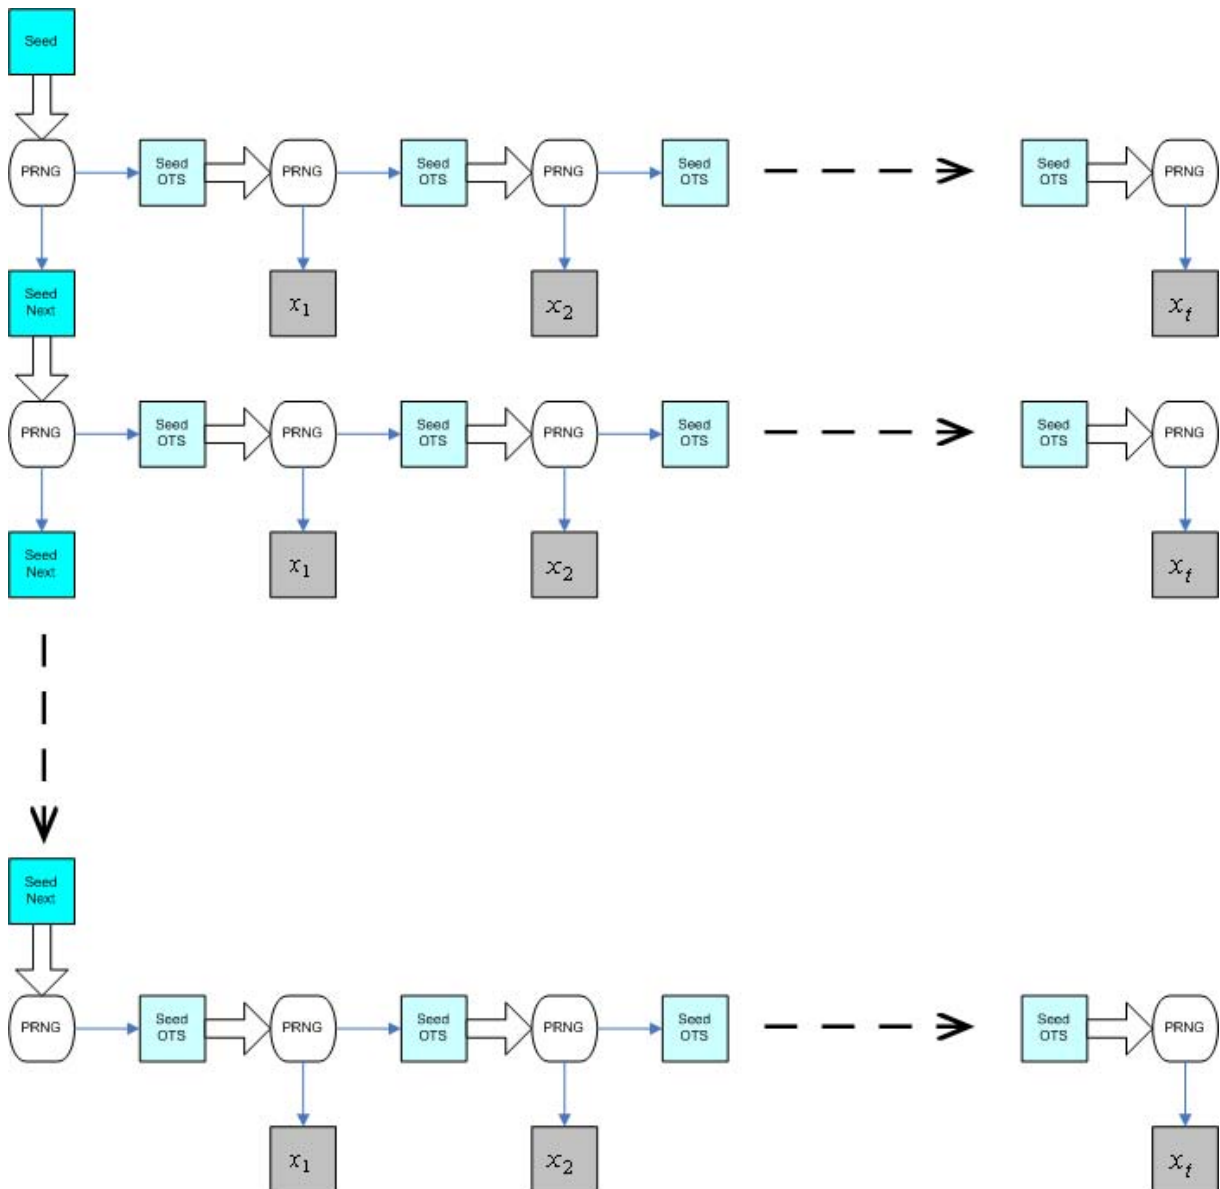 Seed
PRNG
Seed
OTS
PRNG
Seed
OTS
PRNG
Seed
OTS
Seed
OTS
PRNG
Seed
Next
x₁
x₂
xₜ
PRNG
Seed
OTS
PRNG
Seed
OTS
PRNG
Seed
OTS
Seed
OTS
PRNG
Seed
Next
x₁
x₂
xₜ
Seed
Next
PRNG
Seed
OTS
PRNG
Seed
OTS
PRNG
Seed
OTS
Seed
OTS
PRNG
x₁
x₂
xₜ